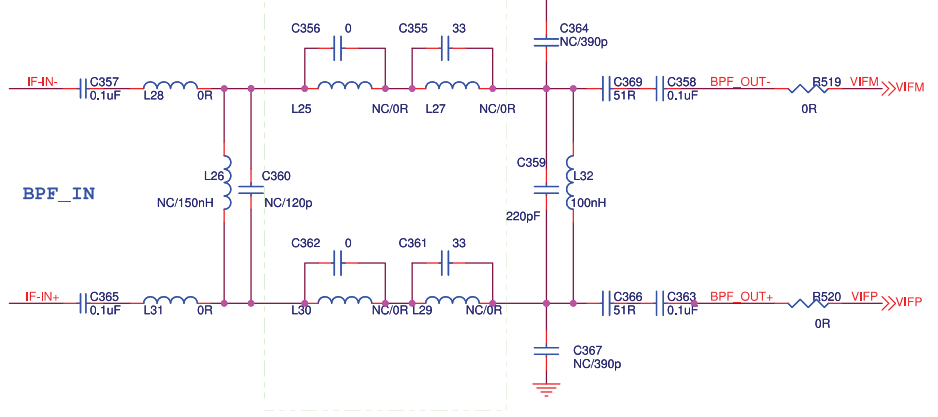 C356 0 C355 33 C364
NC/390p
IF-IN- C357 C369 C358 BPF_OUT- R519 VIFM VIFM
0.1uF L28 0R 51R 0.1uF
L25 NC/0R L27 NC/0R 0R
C359
L26 C360 L32
BPF_IN
NC/150nH NC/120p 100nH
220pF
C362 0 C361 33
IF-IN+ C365 C366 C363 BPF_OUT+ R520 VIFP VIFP
0.1uF L31 0R L30 NC/0R L29 NC/0R 51R 0.1uF
0R
C367
NC/390p